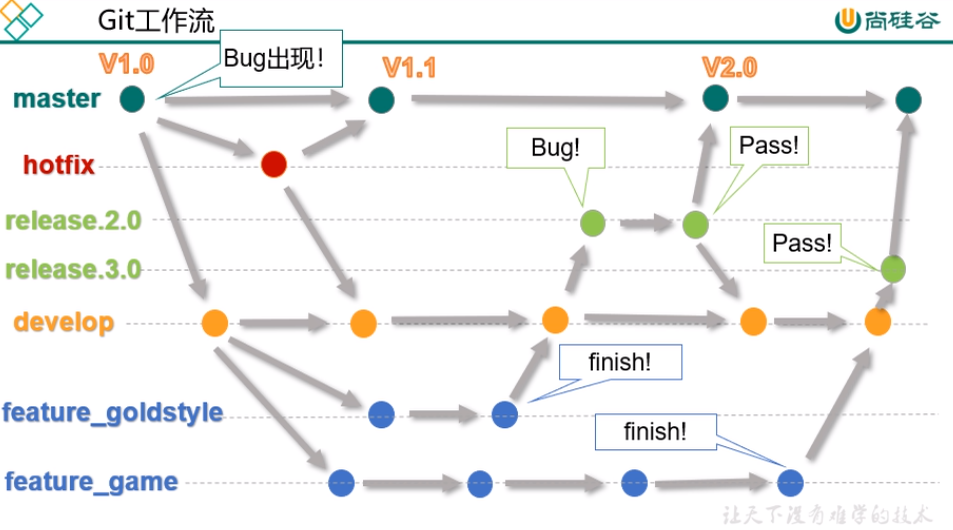 Git工作流
尚硅谷
V1.0
Bug出现！
V1.1
V2.0
master
Bug!
Pass!
hotfix
release.2.0
Pass!
release.3.0
develop
finish!
feature_goldstyle
finish!
feature_game
让天下没有难学的技术